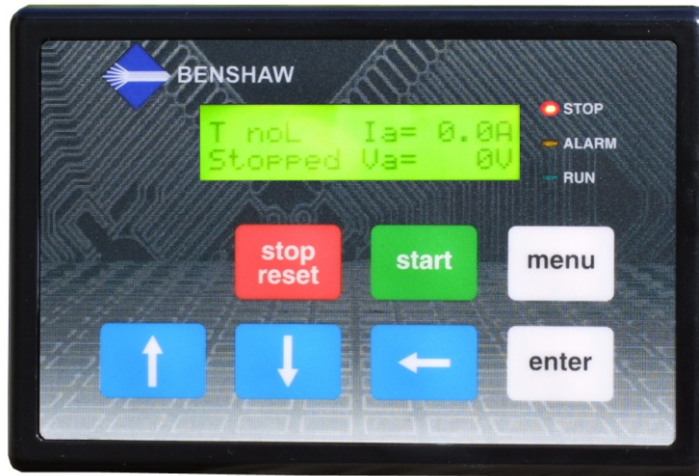 BENSHAW
T noL Ia= 0.0A
Stopped Va= 0V
STOP
ALARM
RUN
stop
reset
start
menu
enter